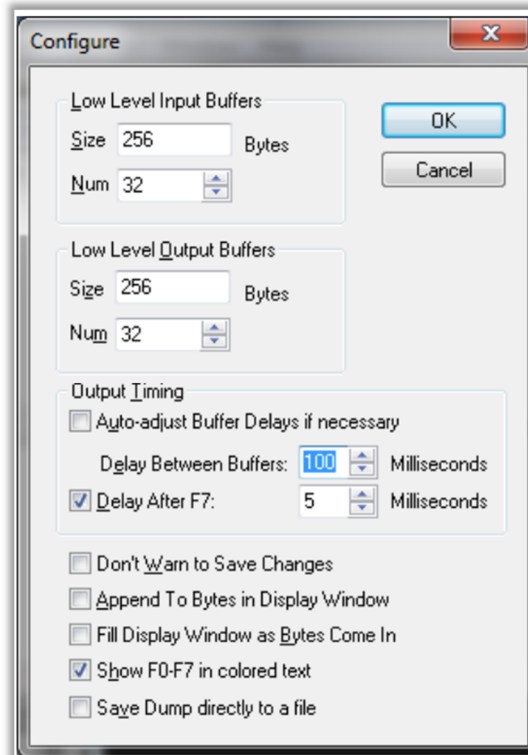 Configure
Low Level Input Buffers
Size 256 Bytes
Num 32
OK
Cancel
Low Level Output Buffers
Size 256 Bytes
Num 32
Output Timing
Auto-adjust Buffer Delays if necessary
Delay Between Buffers: 100 Milliseconds
Delay After F7: 5 Milliseconds
Don't Warn to Save Changes
Append To Bytes in Display Window
Fill Display Window as Bytes Come In
Show F0-F7 in colored text
Save Dump directly to a file